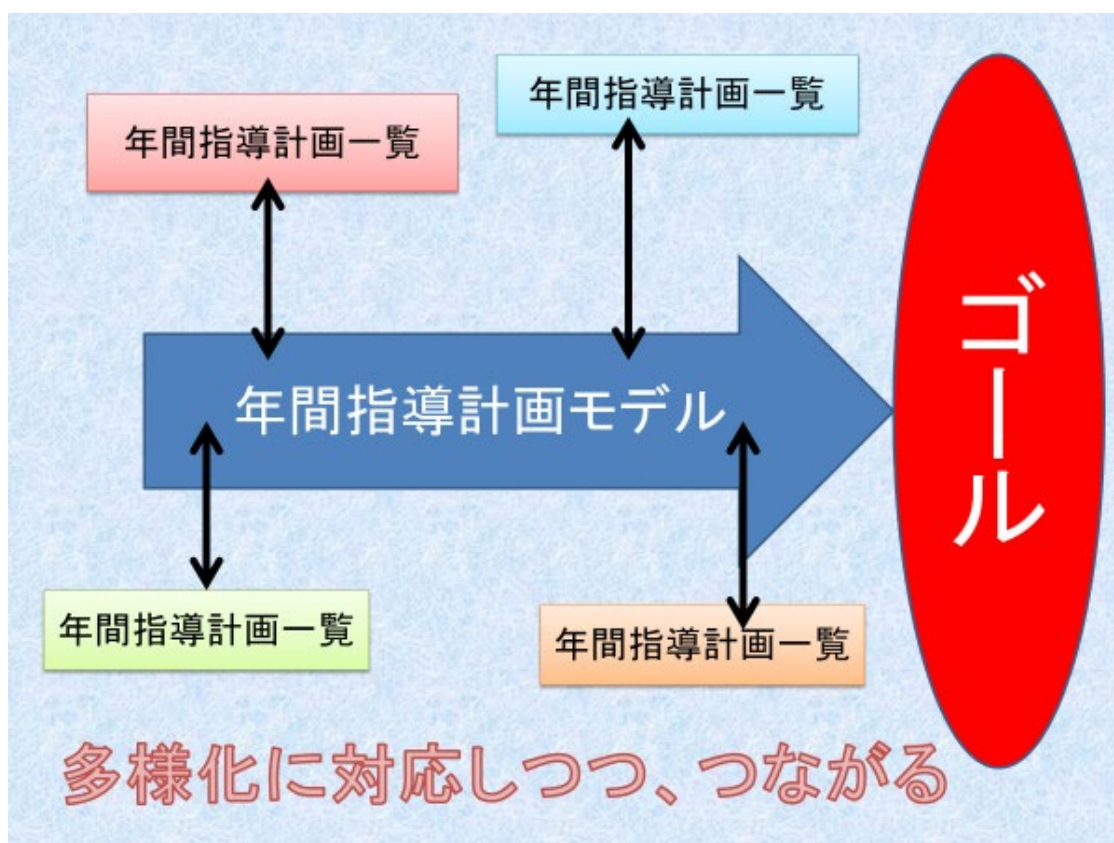 年間指導計画一覧
年間指導計画一覧
年間指導計画モデル
ゴール
年間指導計画一覧
年間指導計画一覧
多様化に対応しつつ、つながる